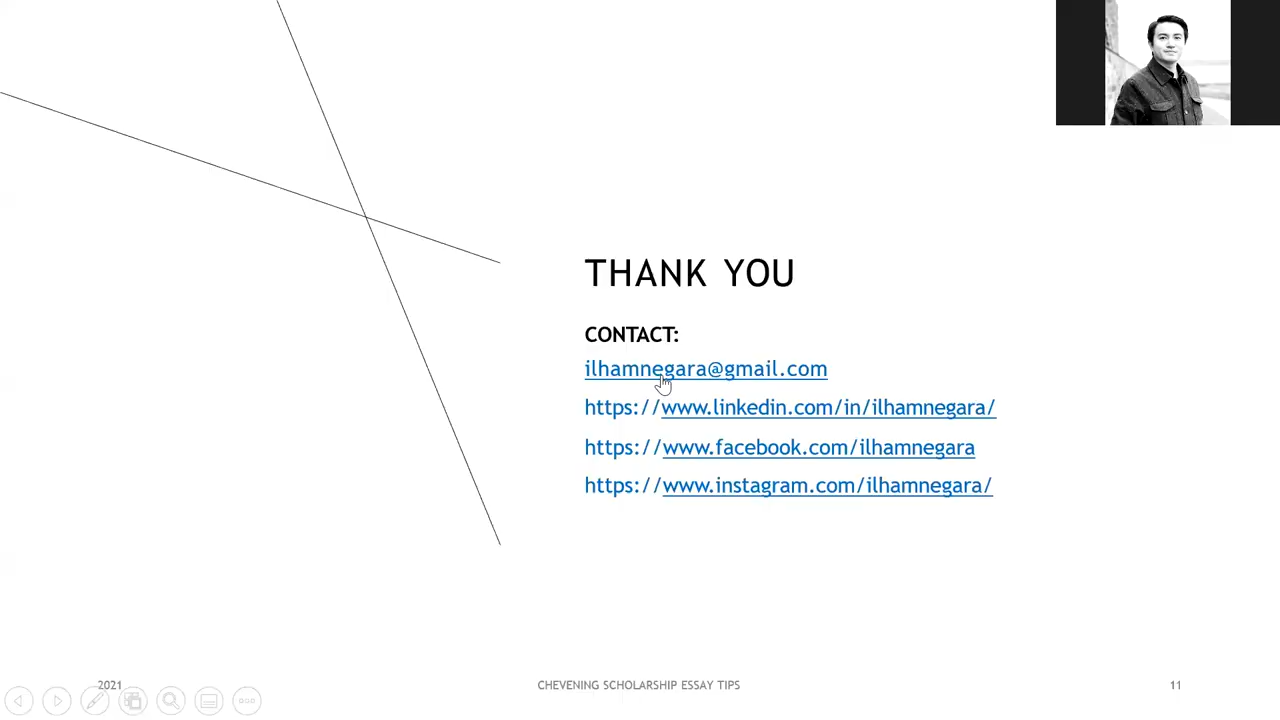 THANK YOU
CONTACT:
ilhamnegara@gmail.com
https://www.linkedin.com/in/ilhamnegara/
https://www.facebook.com/ilhamnegara
https://www.instagram.com/ilhamnegara/
2021
CHEVENING SCHOLARSHIP ESSAY TIPS
11